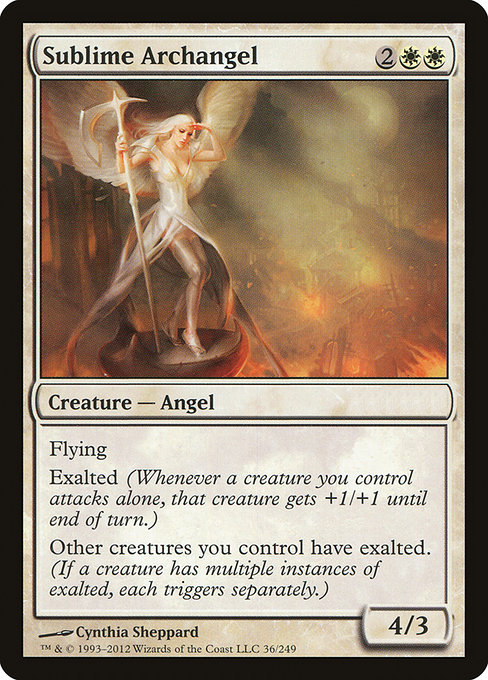 Sublime Archangel 2
Creature — Angel
Flying
Exalted (Whenever a creature you control
attacks alone, that creature gets +1/+1 until
end of turn.)
Other creatures you control have exalted.
(If a creature has multiple instances of
exalted, each triggers separately.)
4/3
Cynthia Sheppard
™ & © 1993–2012 Wizards of the Coast LLC 36/249